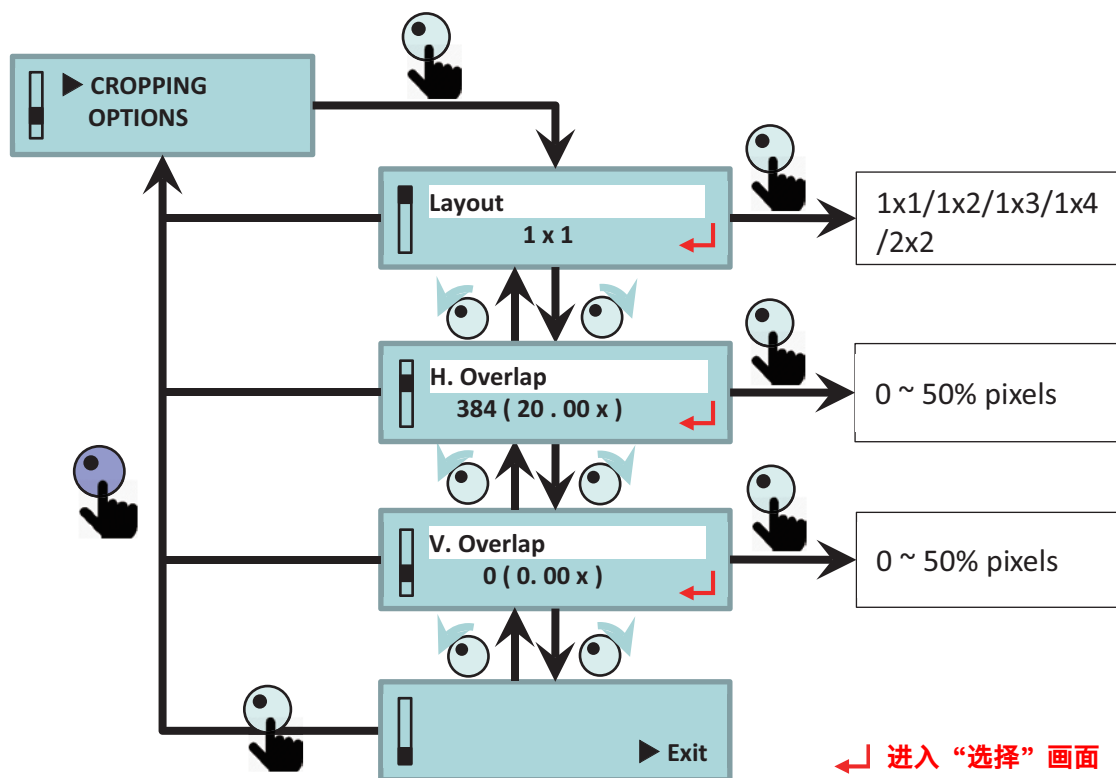 ▶ CROPPING
OPTIONS
Layout
1 x 1
1x1/1x2/1x3/1x4
/2x2
H. Overlap
384 ( 20 . 00 x )
0 ~ 50% pixels
V. Overlap
0 ( 0. 00 x )
0 ~ 50% pixels
▶ Exit
进入“选择”画面